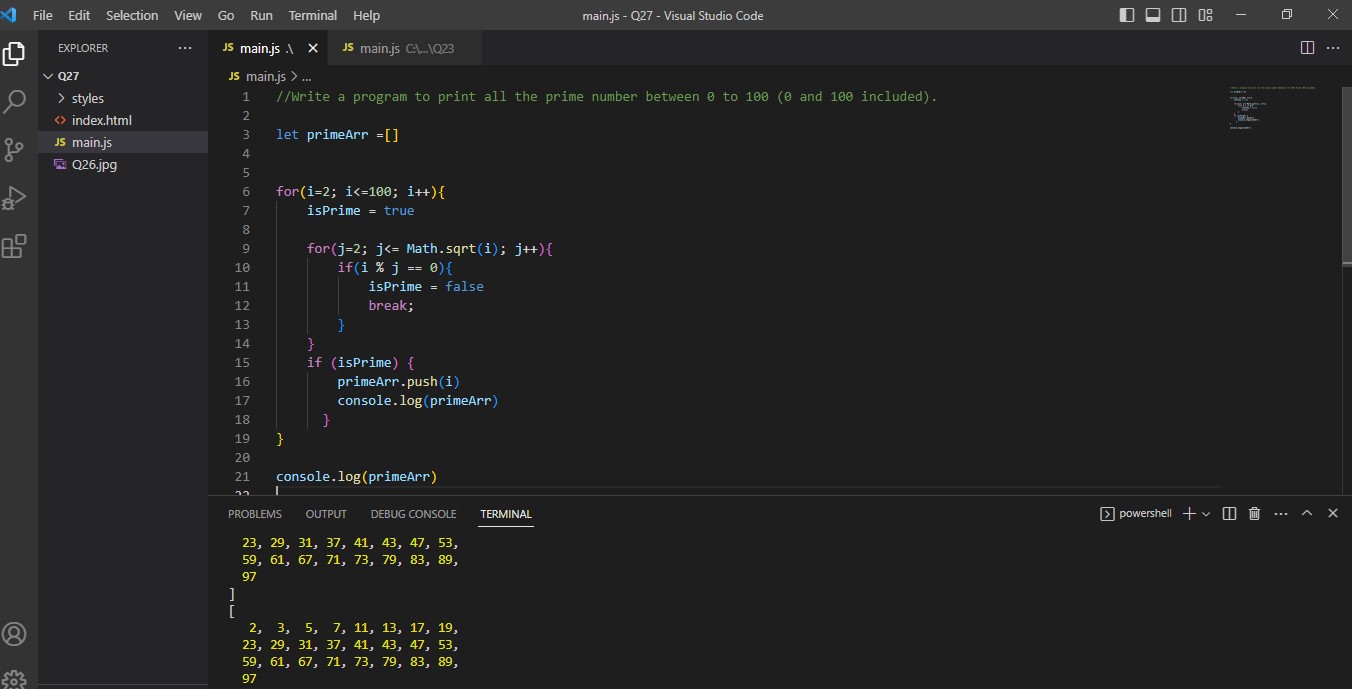 File Edit Selection View Go Run Terminal Help main.js - Q27 - Visual Studio Code
EXPLORER ...
Q27
styles
<> index.html
JS main.js
Q26.jpg
JS main.js .\ JS main.js C:\...\Q23
JS main.js > ...
1 //Write a program to print all the prime number between 0 to 100 (0 and 100 included).
2
3 let primeArr =[]
4
5
6 for(i=2; i<=100; i++){
7 isPrime = true
8
9 for(j=2; j<= Math.sqrt(i); j++){
10 if(i % j == 0){
11 isPrime = false
12 break;
13 }
14 }
15 if (isPrime) {
16 primeArr.push(i)
17 console.log(primeArr)
18 }
19 }
20
21 console.log(primeArr)
22
PROBLEMS OUTPUT DEBUG CONSOLE TERMINAL powershell
23, 29, 31, 37, 41, 43, 47, 53,
59, 61, 67, 71, 73, 79, 83, 89,
97
]
[
2, 3, 5, 7, 11, 13, 17, 19,
23, 29, 31, 37, 41, 43, 47, 53,
59, 61, 67, 71, 73, 79, 83, 89,
97